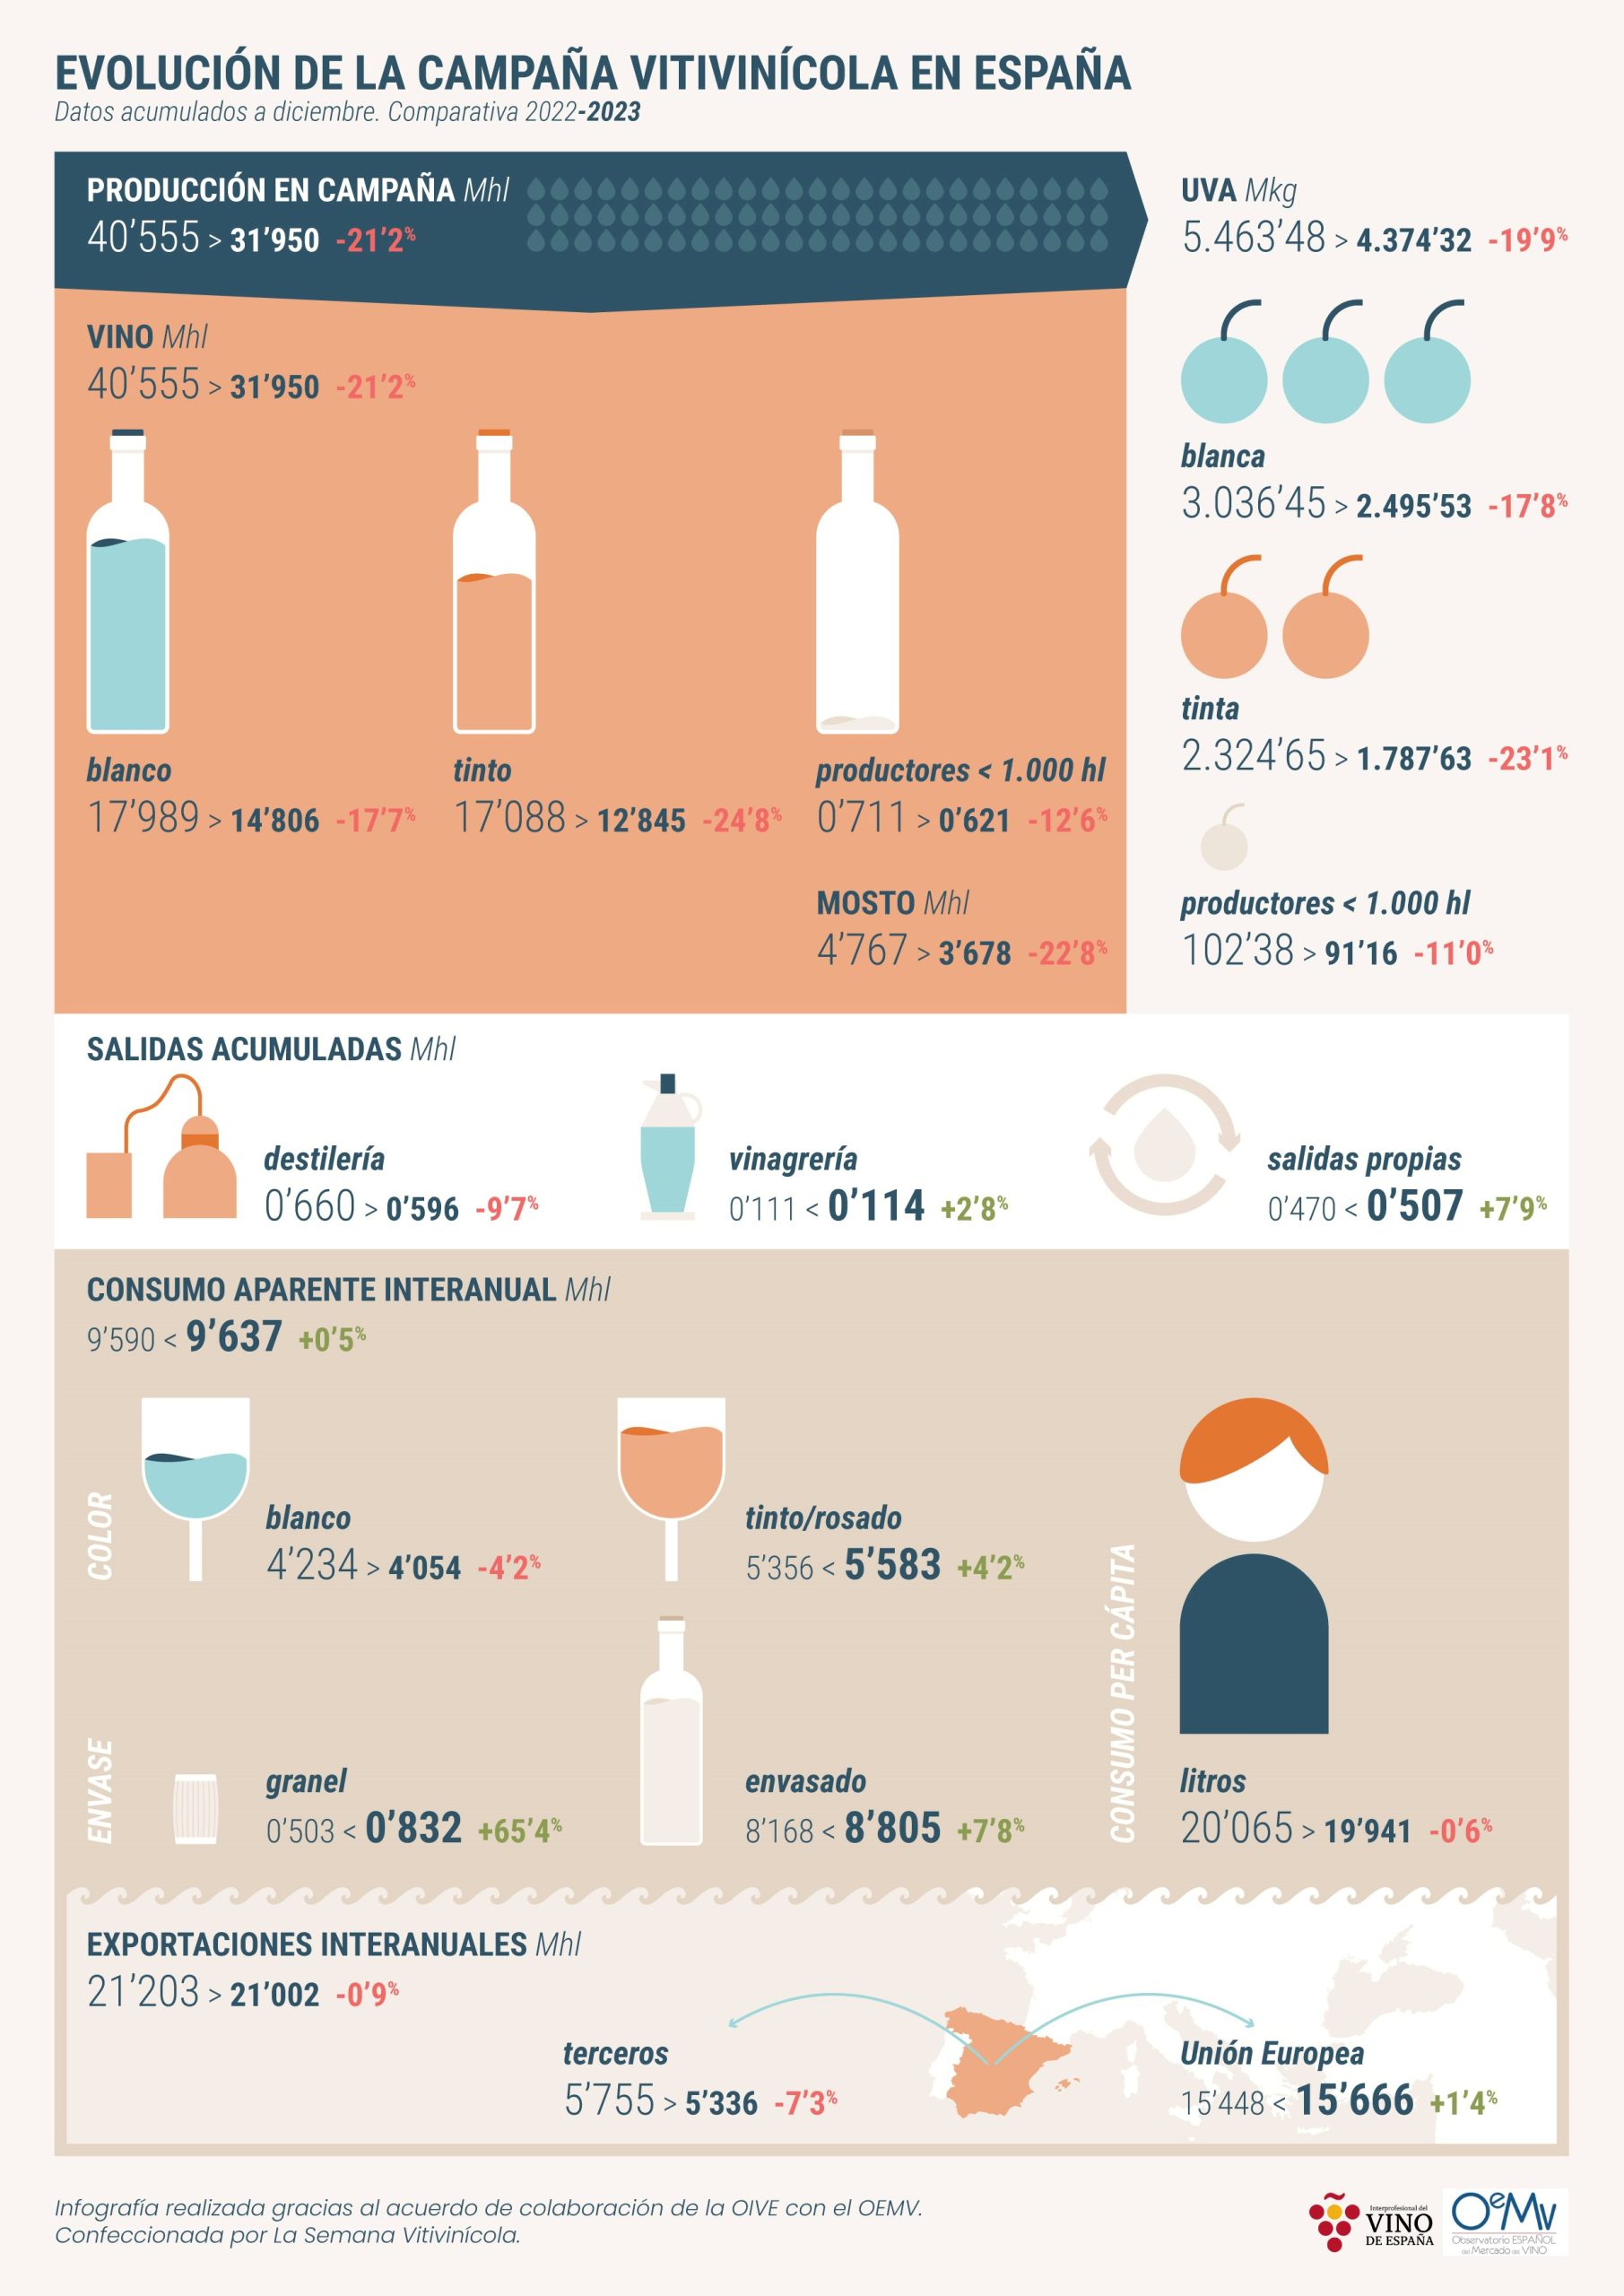 EVOLUCIÓN DE LA CAMPAÑA VITIVINÍCOLA EN ESPAÑA
Datos acumulados a diciembre. Comparativa 2022-2023
PRODUCCIÓN EN CAMPAÑA Mhl
40’555 > 31’950 -21’2%
VINO Mhl
40’555 > 31’950 -21’2%
blanco
17’989 > 14’806 -17’7%
tinto
17’088 > 12’845 -24’8%
productores < 1.000 hl
0’711 > 0’621 -12’6%
MOSTO Mhl
4’767 > 3’678 -22’8%
UVA Mkg
5.463’48 > 4.374’32 -19’9%
blanca
3.036’45 > 2.495’53 -17’8%
tinta
2.324’65 > 1.787’63 -23’1%
productores < 1.000 hl
102’38 > 91’16 -11’0%
SALIDAS ACUMULADAS Mhl
destilería
0’660 > 0’596 -9’7%
vinagrería
0’111 < 0’114 +2’8%
salidas propias
0’470 < 0’507 +7’9%
CONSUMO APARENTE INTERANUAL Mhl
9’590 < 9’637 +0’5%
COLOR
blanco
4’234 > 4’054 -4’2%
tinto/rosado
5’356 < 5’583 +4’2%
ENVASE
granel
0’503 < 0’832 +65’4%
envasado
8’168 < 8’805 +7’8%
CONSUMO PER CÁPITA
litros
20’065 > 19’941 -0’6%
EXPORTACIONES INTERANUALES Mhl
21’203 > 21’002 -0’9%
terceros
5’755 > 5’336 -7’3%
Unión Europea
15’448 < 15’666 +1’4%
Infografía realizada gracias al acuerdo de colaboración de la OIVE con el OEMV.
Confeccionada por La Semana Vitivinícola.
Interprofesional del
VINO
DE ESPAÑA
OeMv
Observatorio ESPAÑOL
del Mercado del VINO